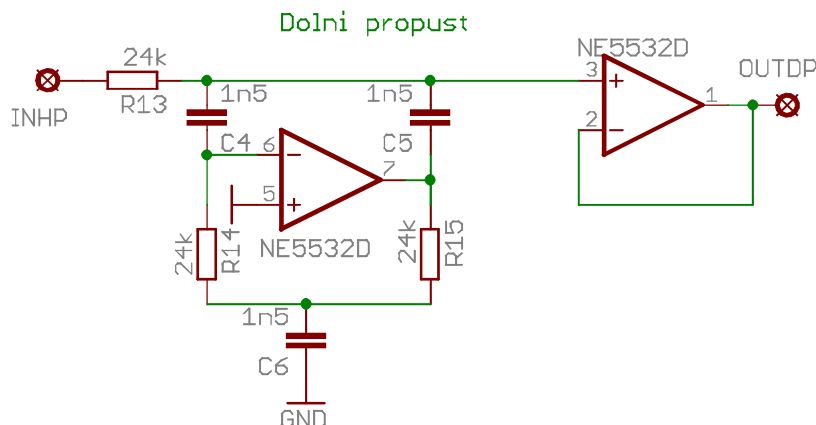 Dolni propust
24k
R13
INHP
1n5
C4
1n5
C5
NE5532D
3
2
1
OUTDP
6
5
7
NE5532D
24k
R14
24k
R15
1n5
C6
GND